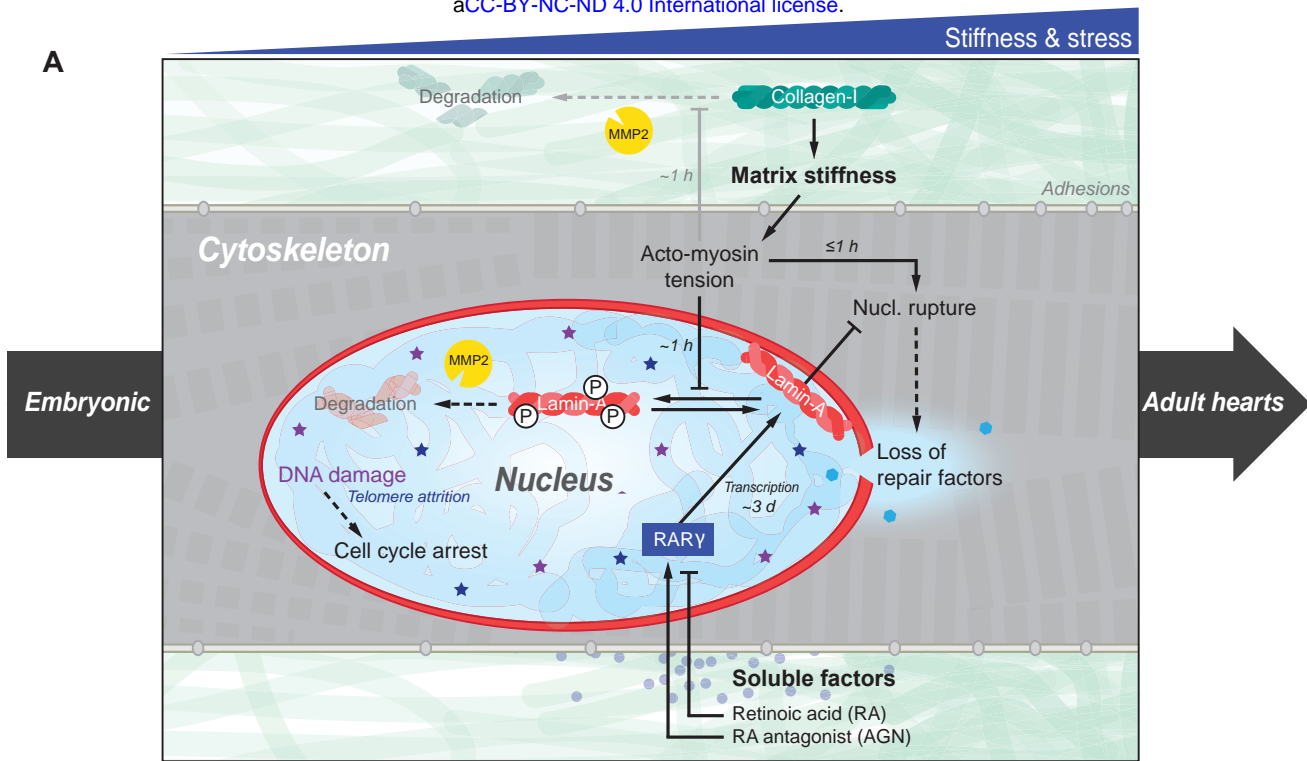 aCC-BY-NC-ND 4.0 International license.
Stiffness & stress
A
Degradation
Collagen-I
MMP2
~1 h
Matrix stiffness
Adhesions
Cytoskeleton
Acto-myosin
tension
≤1 h
Nucl. rupture
~1 h
MMP2
Lamin-A
P
Degradation
Lamin-A
P
P
Embryonic
Adult hearts
Loss of
repair factors
DNA damage
Telomere attrition
Nucleus
Transcription
~3 d
Cell cycle arrest
RARγ
Soluble factors
Retinoic acid (RA)
RA antagonist (AGN)